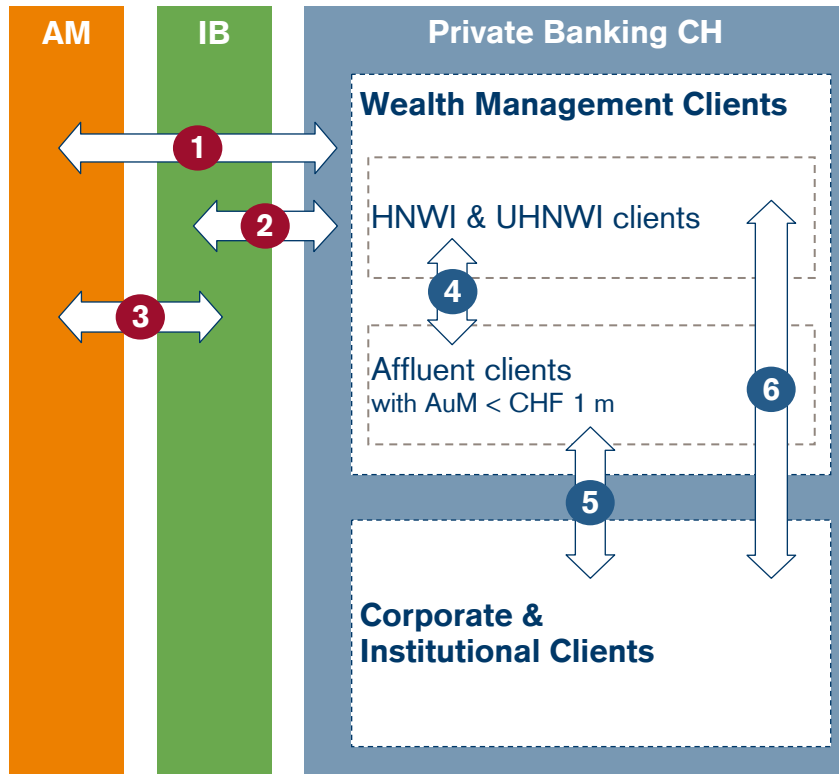 AM
IB
Private Banking CH
Wealth Management Clients
1
HNWI & UHNWI clients
2
4
3
Affluent clients
with AuM < CHF 1 m
6
5
Corporate &
Institutional Clients